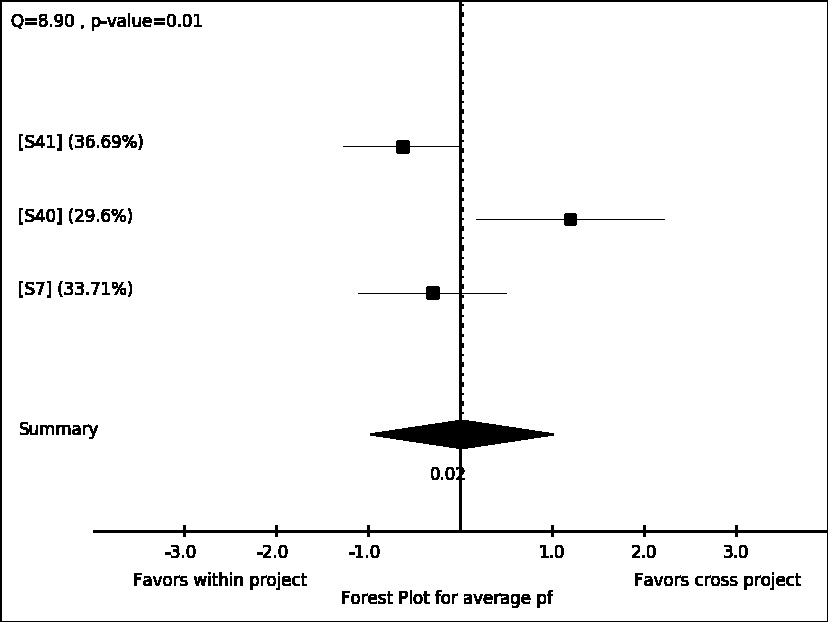 Q=8.90 , p-value=0.01
[S41] (36.69%)
[S40] (29.6%)
[S7] (33.71%)
Summary
0.02
-3.0 -2.0 -1.0 1.0 2.0 3.0
Favors within project Favors cross project
Forest Plot for average pf